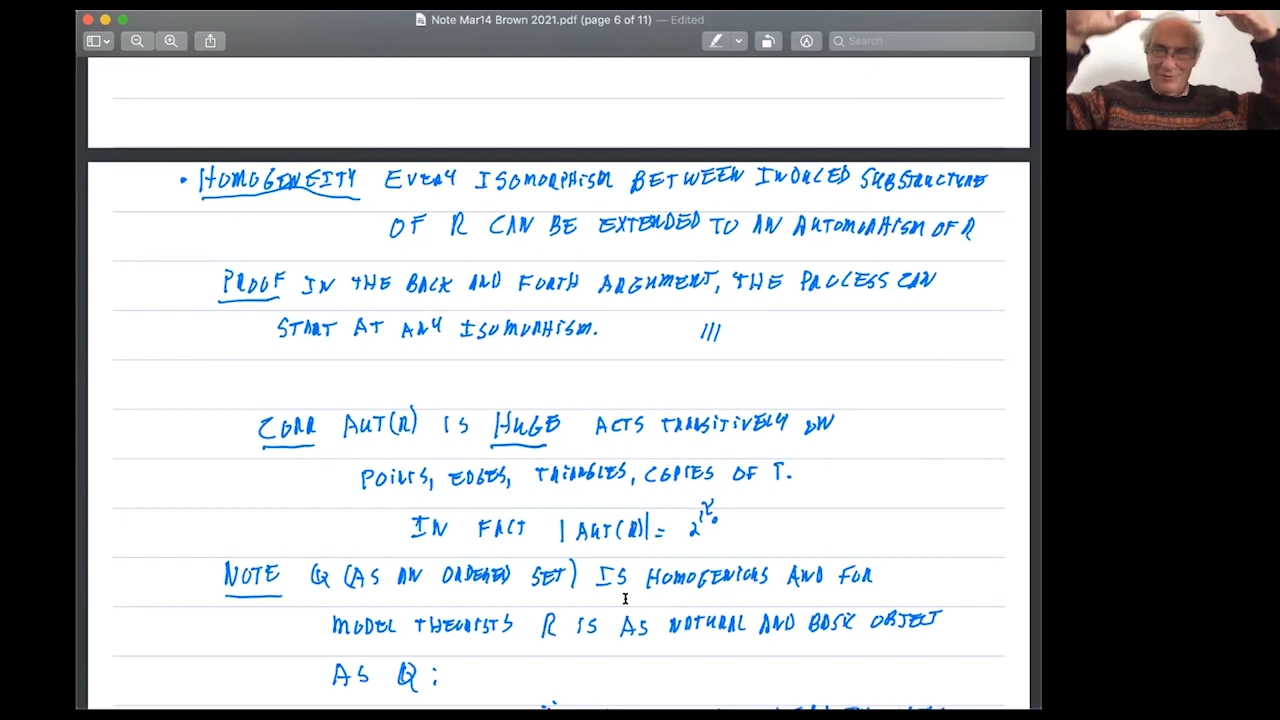 Note Mar14 Brown 2021.pdf (page 6 of 11) — Edited
Search
• HOMOGENEITY EVERY ISOMORPHISM BETWEEN INDUCED SUBSTRUCTURE
OF R CAN BE EXTENDED TO AN AUTOMORPHISM OF R
PROOF IN THE BACK AND FORTH ARGUMENT, THE PROCESS CAN
START AT ANY ISOMORPHISM. ///
CORR AUT(R) IS HUGE ACTS TRANSITIVELY ON
POINTS, EDGES, TRIANGLES, COPIES OF T.
IN FACT |AUT(R)| = 2^ℵ₀
NOTE Q (AS AN ORDERED SET) IS HOMOGENIOUS AND FOR
MODEL THEORISTS R IS AS NATURAL AND BASIC OBJECT
AS Q :